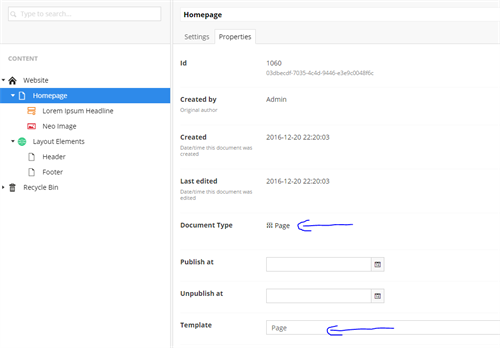 Type to search...
CONTENT
Website
Homepage
Lorem Ipsum Headline
Neo Image
Layout Elements
Header
Footer
Recycle Bin
Homepage
Settings
Properties
Id
1060
03dbecdf-7035-4c4d-9446-e3e9c0048f6c
Created by
Original author
Admin
Created
Date/time this document was
created
2016-12-20 22:20:03
Last edited
Date/time this document was
edited
2016-12-20 22:20:03
Document Type
Page
Publish at
Unpublish at
Template
Page